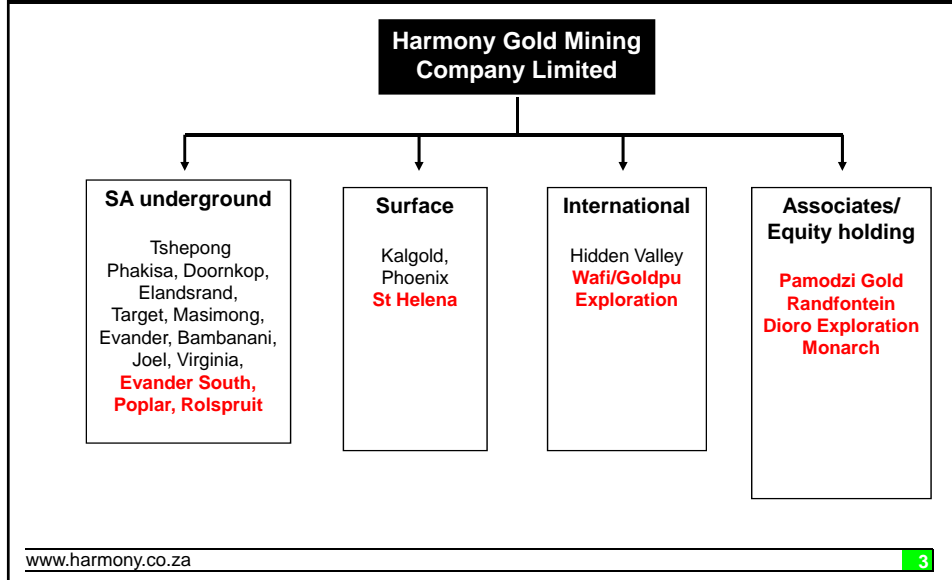 Harmony Gold Mining
Company Limited
SA underground
Tshepong
Phakisa, Doornkop,
Elandsrand,
Target, Masimong,
Evander, Bambanani,
Joel, Virginia,
Evander South,
Poplar, Rolspruit
Surface
Kalgold,
Phoenix
St Helena
International
Hidden Valley
Wafi/Goldpu
Exploration
Associates/
Equity holding
Pamodzi Gold
Randfontein
Dioro Exploration
Monarch
www.harmony.co.za
3